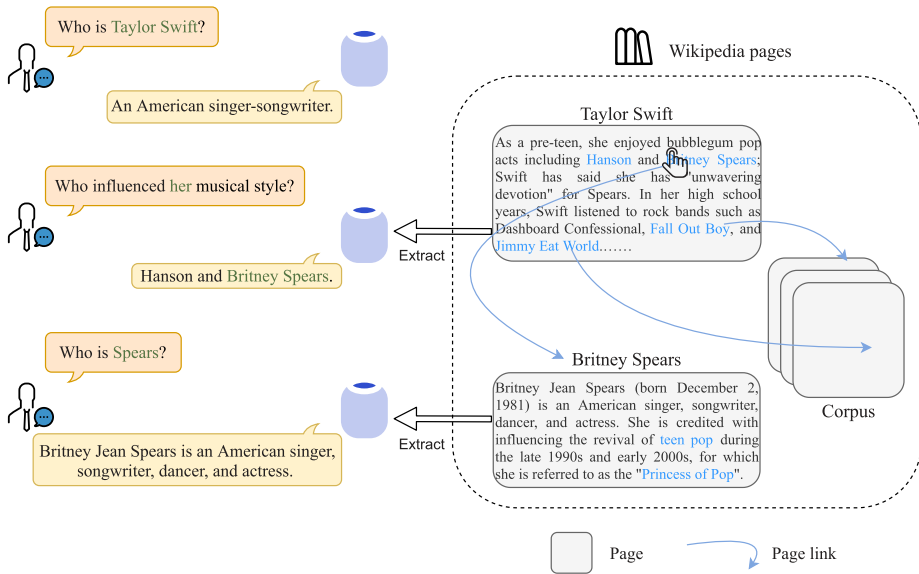 Who is Taylor Swift?
An American singer-songwriter.
Who influenced her musical style?
Hanson and Britney Spears.
Who is Spears?
Britney Jean Spears is an American singer,
songwriter, dancer, and actress.
Extract
Extract
Wikipedia pages
Taylor Swift
As a pre-teen, she enjoyed bubblegum pop
acts including Hanson and Britney Spears;
Swift has said she has "unwavering
devotion" for Spears. In her high school
years, Swift listened to rock bands such as
Dashboard Confessional, Fall Out Boy, and
Jimmy Eat World.……
Britney Spears
Britney Jean Spears (born December 2,
1981) is an American singer, songwriter,
dancer, and actress. She is credited with
influencing the revival of teen pop during
the late 1990s and early 2000s, for which
she is referred to as the "Princess of Pop".
Corpus
Page
Page link